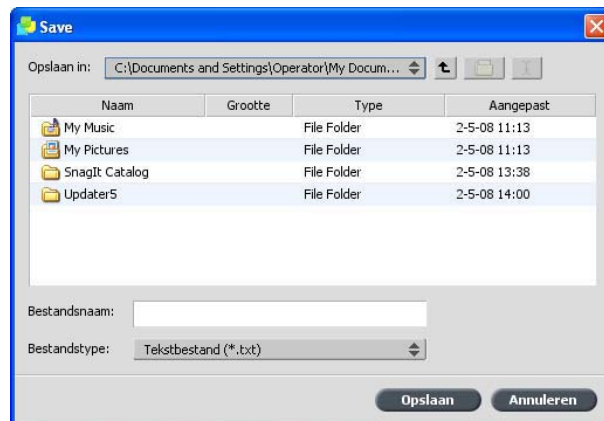 Save
Opslaan in: C:\Documents and Settings\Operator\My Docum...
Naam Grootte Type Aangepast
My Music File Folder 2-5-08 11:13
My Pictures File Folder 2-5-08 11:13
SnagIt Catalog File Folder 2-5-08 13:38
Updater5 File Folder 2-5-08 14:00
Bestandsnaam:
Bestandstype: Tekstbestand (*.txt)
Opslaan Annuleren